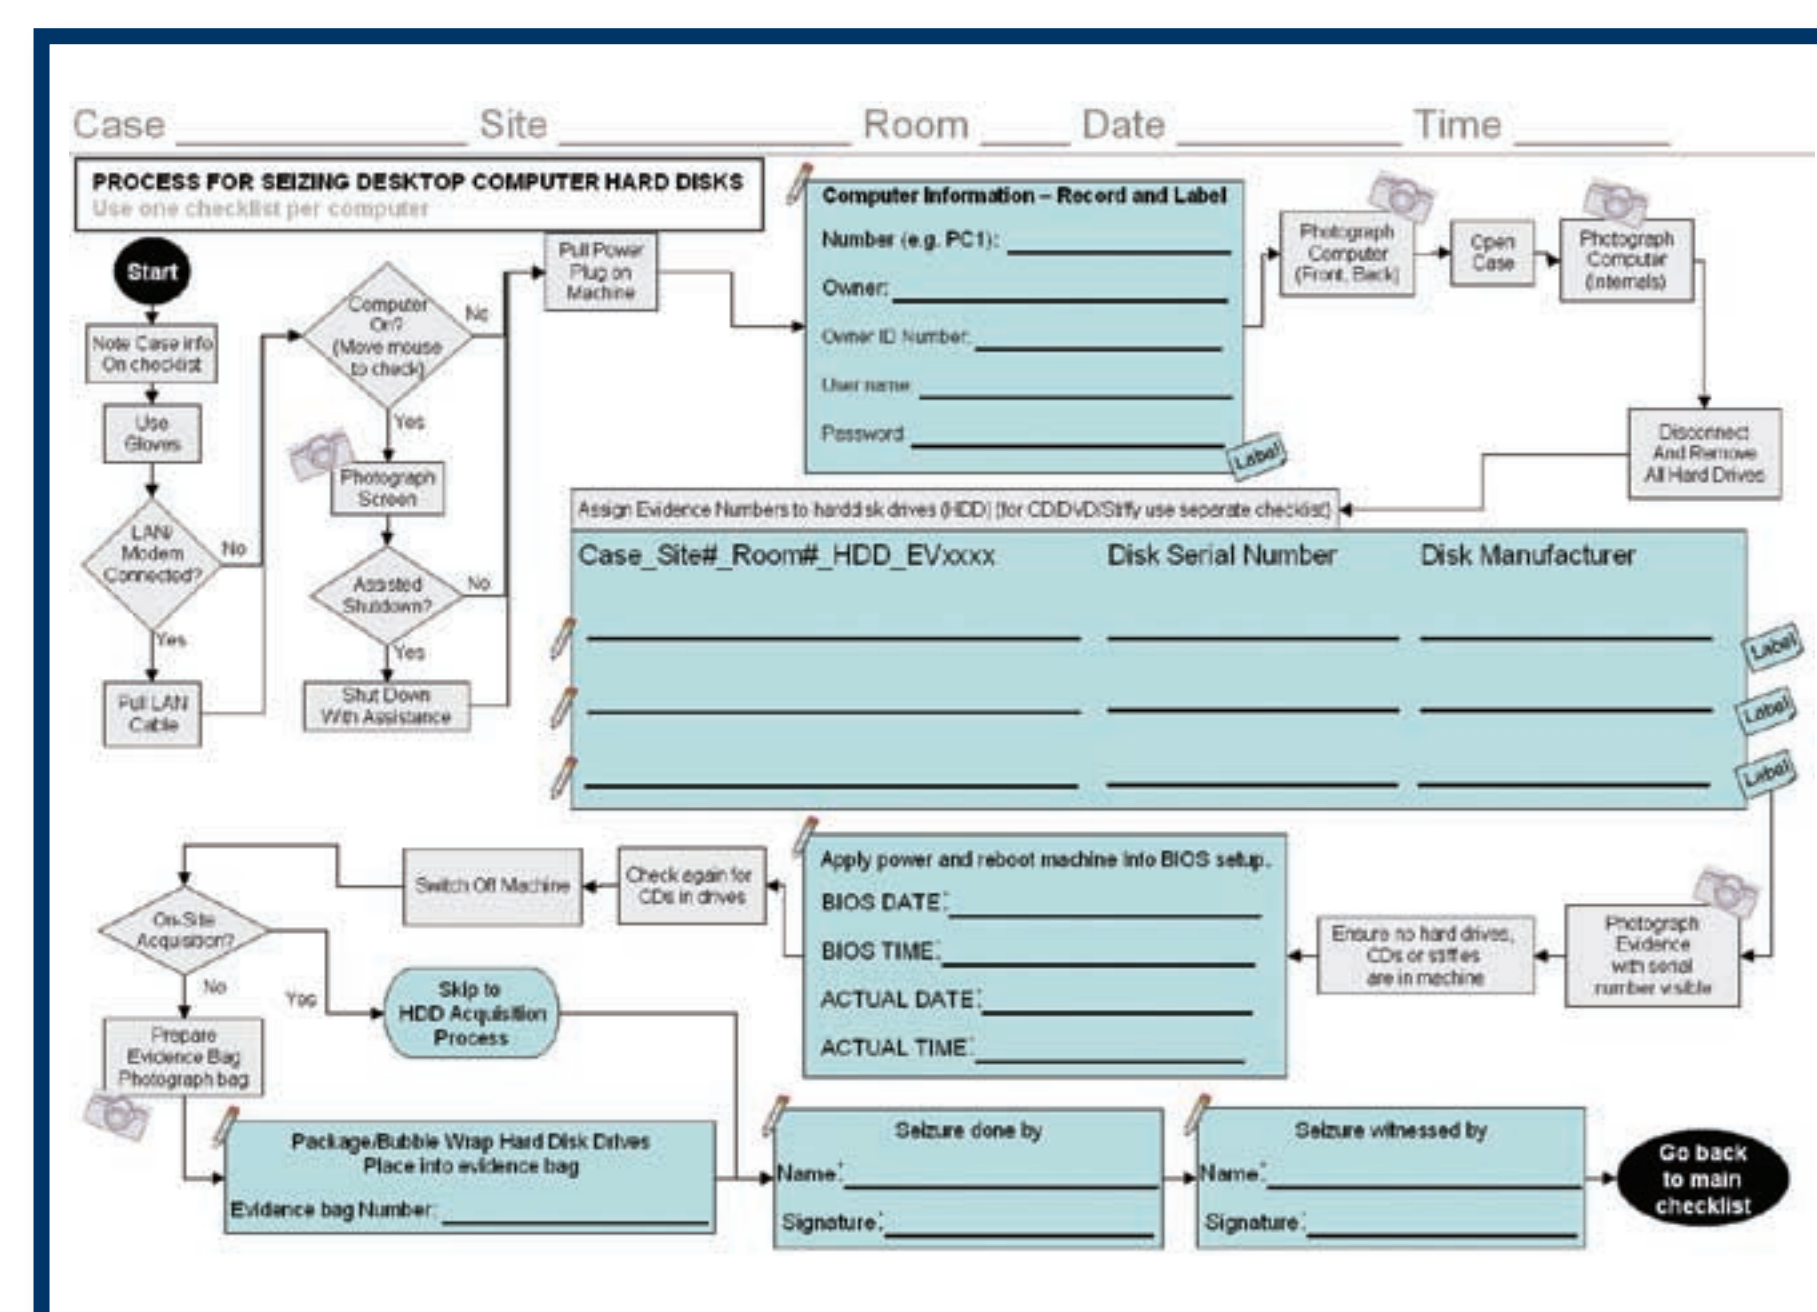 Case Site Room Date Time
PROCESS FOR SEIZING DESKTOP COMPUTER HARD DISKS
Use one checklist per computer
Start
Note Case info
On checklist
Use
Gloves
LAN/
Modem
Connected?
No
Yes
Pull LAN
Cable
Computer
On?
(Move mouse
to check)
No
Yes
Photograph
Screen
Assisted
Shutdown?
No
Yes
Shut Down
With Assistance
Pull Power
Plug on
Machine
Computer Information – Record and Label
Number (e.g. PC1):
Owner:
Owner ID Number:
User name:
Password:
Label
Photograph
Computer
(Front, Back)
Open
Case
Photograph
Computer
(Internals)
Disconnect
And Remove
All Hard Drives
Assign Evidence Numbers to harddisk drives (HDD) (for CD/DVD/Stiffy use seperate checklist)
Case_Site#_Room#_HDD_EVxxxx Disk Serial Number Disk Manufacturer
Label
Label
Label
Photograph
Evidence
with serial
number visible
Ensure no hard drives,
CDs or stiffies
are in machine
Apply power and reboot machine into BIOS setup.
BIOS DATE:
BIOS TIME:
ACTUAL DATE:
ACTUAL TIME:
Check again for
CDs in drives
Switch Off Machine
On-Site
Acquisition?
No
Yes
Skip to
HDD Acquisition
Process
Prepare
Evidence Bag
Photograph bag
Package/Bubble Wrap Hard Disk Drives
Place into evidence bag
Evidence bag Number:
Seizure done by
Name:
Signature:
Seizure witnessed by
Name:
Signature:
Go back
to main
checklist